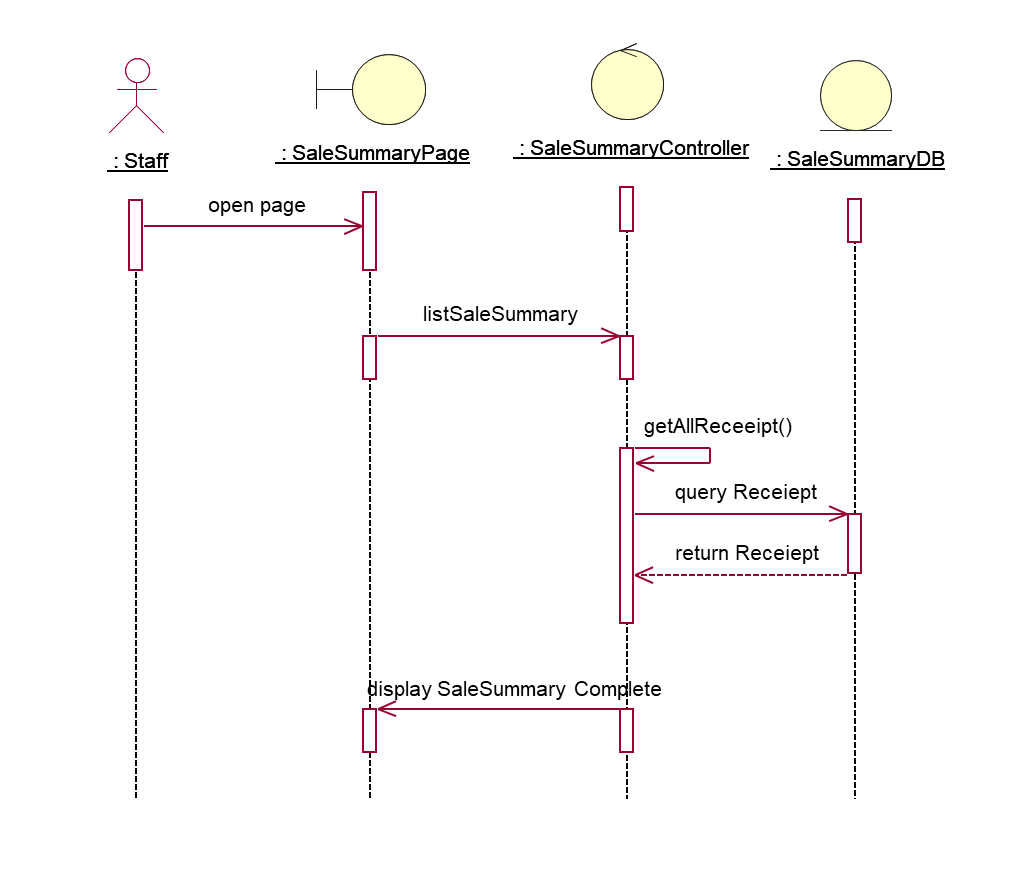 : Staff
: SaleSummaryPage
: SaleSummaryController
: SaleSummaryDB
open page
listSaleSummary
getAllReceeipt()
query Receiept
return Receiept
display SaleSummary Complete